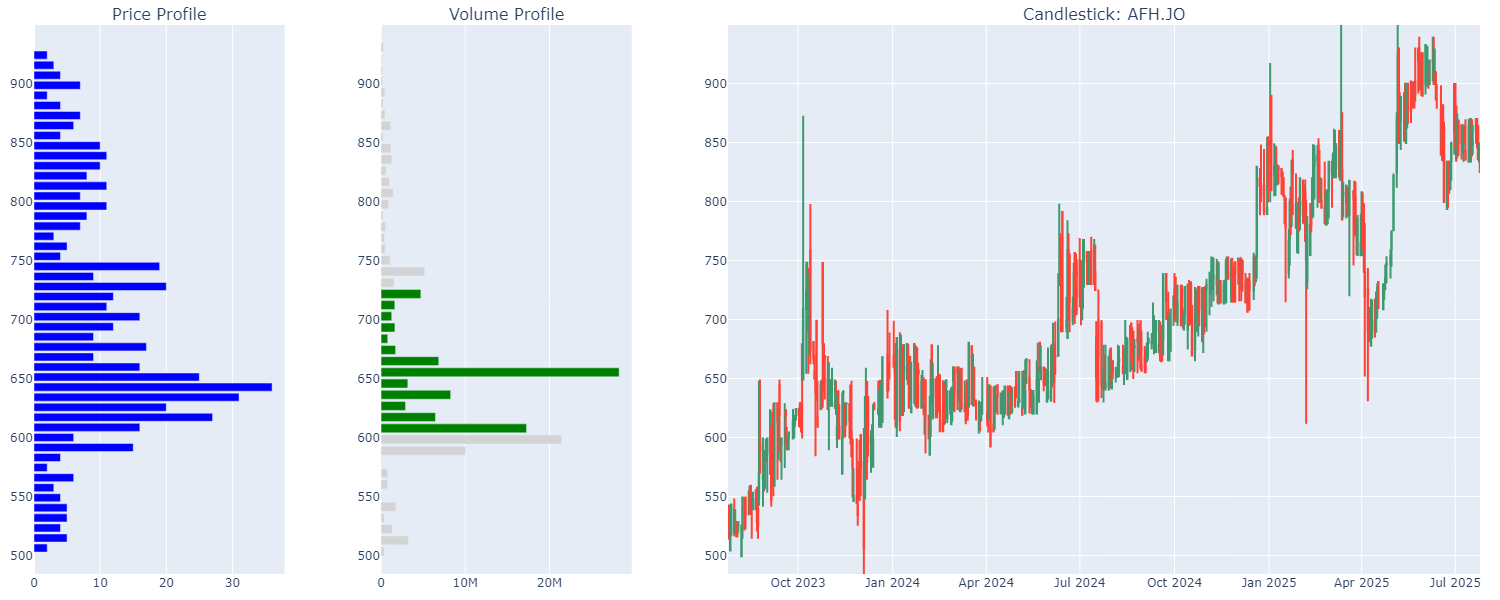 Price Profile
Volume Profile
Candlestick: AFH.JO
900
850
800
750
700
650
600
550
500
0
10
20
30
900
850
800
750
700
650
600
550
500
0
10M
20M
900
850
800
750
700
650
600
550
500
Oct 2023
Jan 2024
Apr 2024
Jul 2024
Oct 2024
Jan 2025
Apr 2025
Jul 2025